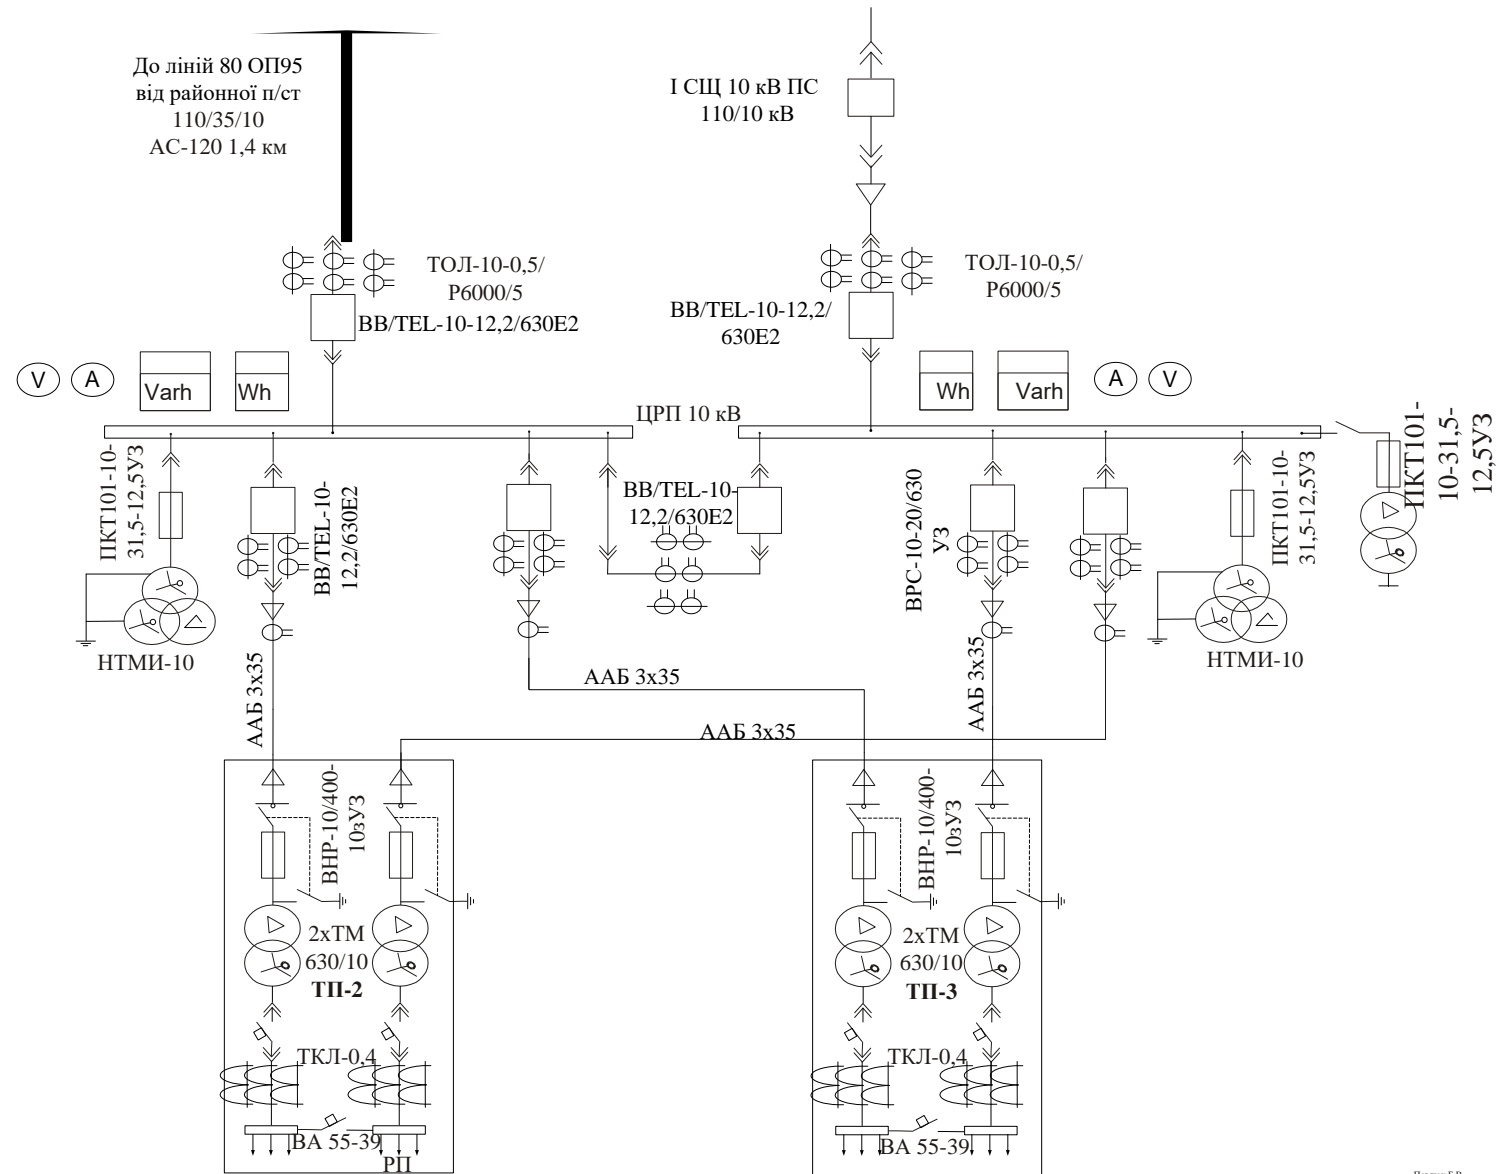 До ліній 80 ОП95
від районної п/ст
110/35/10
АС-120 1,4 км
І СЩ 10 кВ ПС
110/10 кВ
ТОЛ-10-0,5/
Р6000/5
ВВ/TEL-10-12,2/630Е2
ТОЛ-10-0,5/
Р6000/5
ВВ/TEL-10-12,2/
630Е2
V
A
Varh
Wh
Wh
Varh
A
V
ЦРП 10 кВ
ПКТ101-10-
31,5-12,5УЗ
ВВ/TEL-10-
12,2/630Е2
ВВ/TEL-10-
12,2/630Е2
ВРС-10-20/630
УЗ
ПКТ101-10-
31,5-12,5УЗ
ПКТ101-
10-31,5-
12,5УЗ
НТМИ-10
НТМИ-10
ААБ 3х35
ААБ 3х35
ААБ 3х35
ААБ 3х35
ВНР-10/400-
10зУЗ
ВНР-10/400-
10зУЗ
2хТМ
630/10
ТП-2
2хТМ
630/10
ТП-3
ТКЛ-0,4
ТКЛ-0,4
ВА 55-39
РП
ВА 55-39